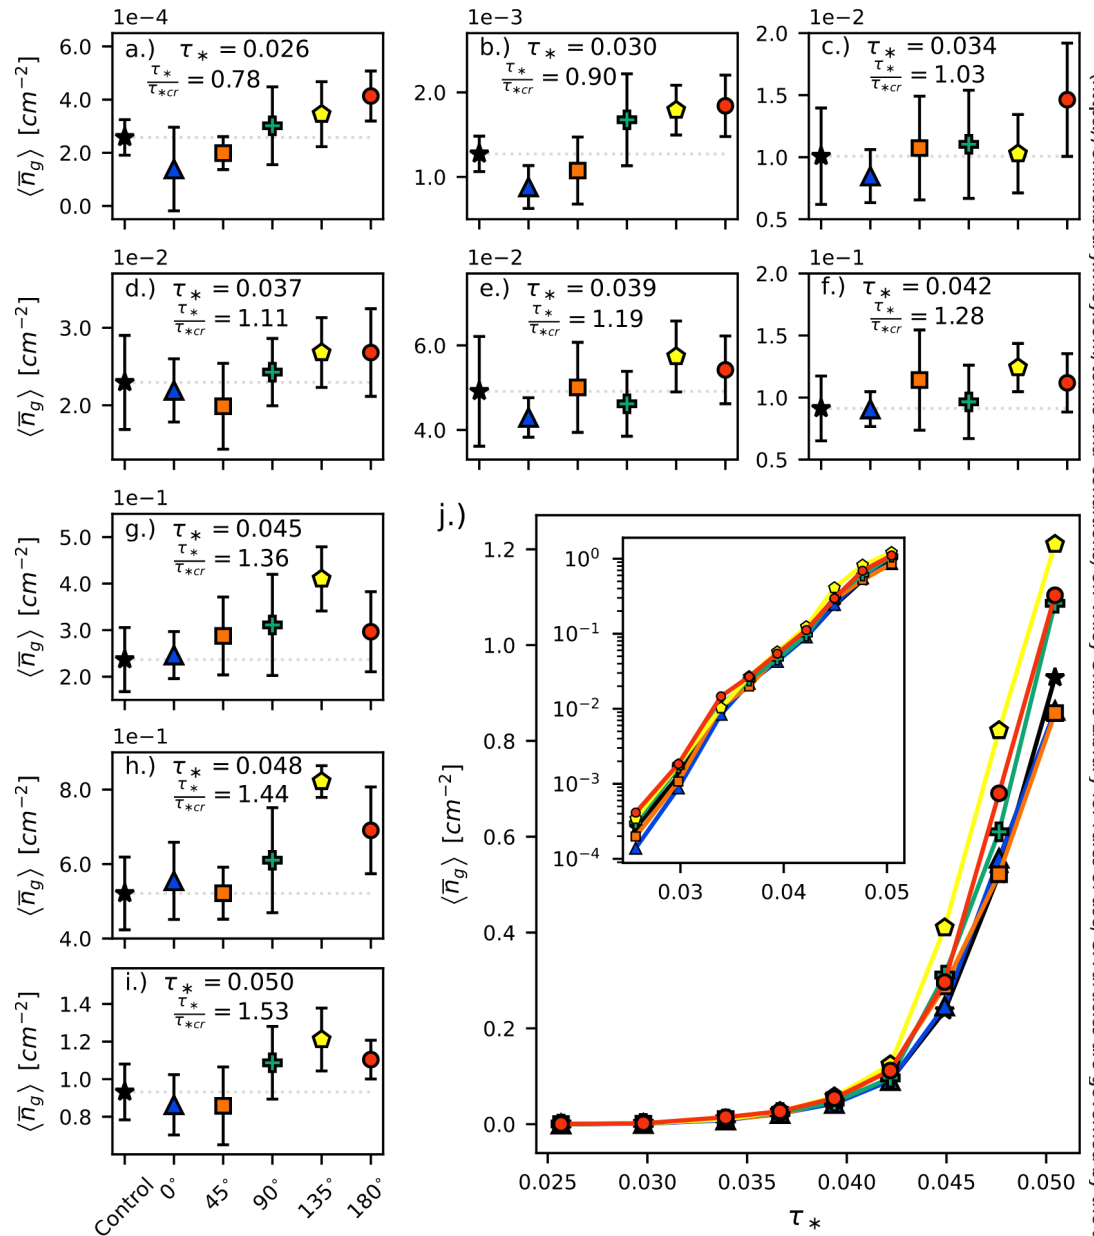 1e−4
a.) τ* = 0.026
τ*/τ*cr = 0.78
⟨n̅g⟩ [cm−2]
6.0
4.0
2.0
0.0
1e−3
b.) τ* = 0.030
τ*/τ*cr = 0.90
2.0
1.0
1e−2
c.) τ* = 0.034
τ*/τ*cr = 1.03
2.0
1.5
1.0
0.5
1e−2
d.) τ* = 0.037
τ*/τ*cr = 1.11
⟨n̅g⟩ [cm−2]
3.0
2.0
1e−2
e.) τ* = 0.039
τ*/τ*cr = 1.19
6.0
4.0
1e−1
f.) τ* = 0.042
τ*/τ*cr = 1.28
2.0
1.5
1.0
0.5
1e−1
g.) τ* = 0.045
τ*/τ*cr = 1.36
⟨n̅g⟩ [cm−2]
5.0
4.0
3.0
2.0
1e−1
h.) τ* = 0.048
τ*/τ*cr = 1.44
⟨n̅g⟩ [cm−2]
8.0
6.0
4.0
i.) τ* = 0.050
τ*/τ*cr = 1.53
⟨n̅g⟩ [cm−2]
1.4
1.2
1.0
0.8
Control 0° 45° 90° 135° 180°
j.)
⟨n̅g⟩ [cm−2]
1.2
1.0
0.8
0.6
0.4
0.2
0.0
10^0
10^−1
10^−2
10^−3
10^−4
0.03 0.04 0.05
0.025 0.030 0.035 0.040 0.045 0.050
τ*